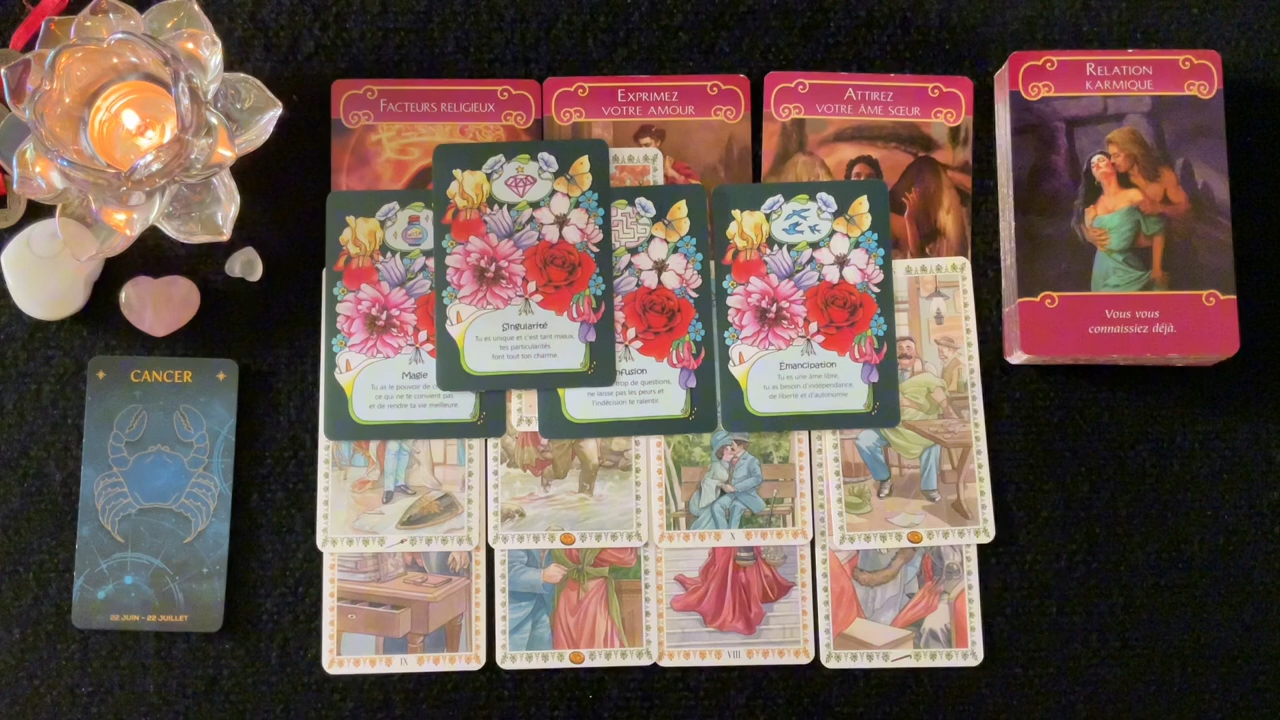 FACTEURS RELIGIEUX
EXPRIMEZ
VOTRE AMOUR
ATTIREZ
VOTRE ÂME SŒUR
RELATION
KARMIQUE
Vous vous
connaissiez déjà.
Singularité
Tu es unique et c'est tant mieux,
tes particularités
font tout ton charme.
Magie
Tu as le pouvoir de
ce qui ne te convient pas
et de rendre ta vie meilleure
nfusion
trop de questions,
ne laisse pas les peurs et
l'indécision te ralentir.
Émancipation
Tu es une âme libre,
tu as besoin d'indépendance,
de liberté et d'autonomie
CANCER
22 JUIN - 22 JUILLET
X
IX
VIII